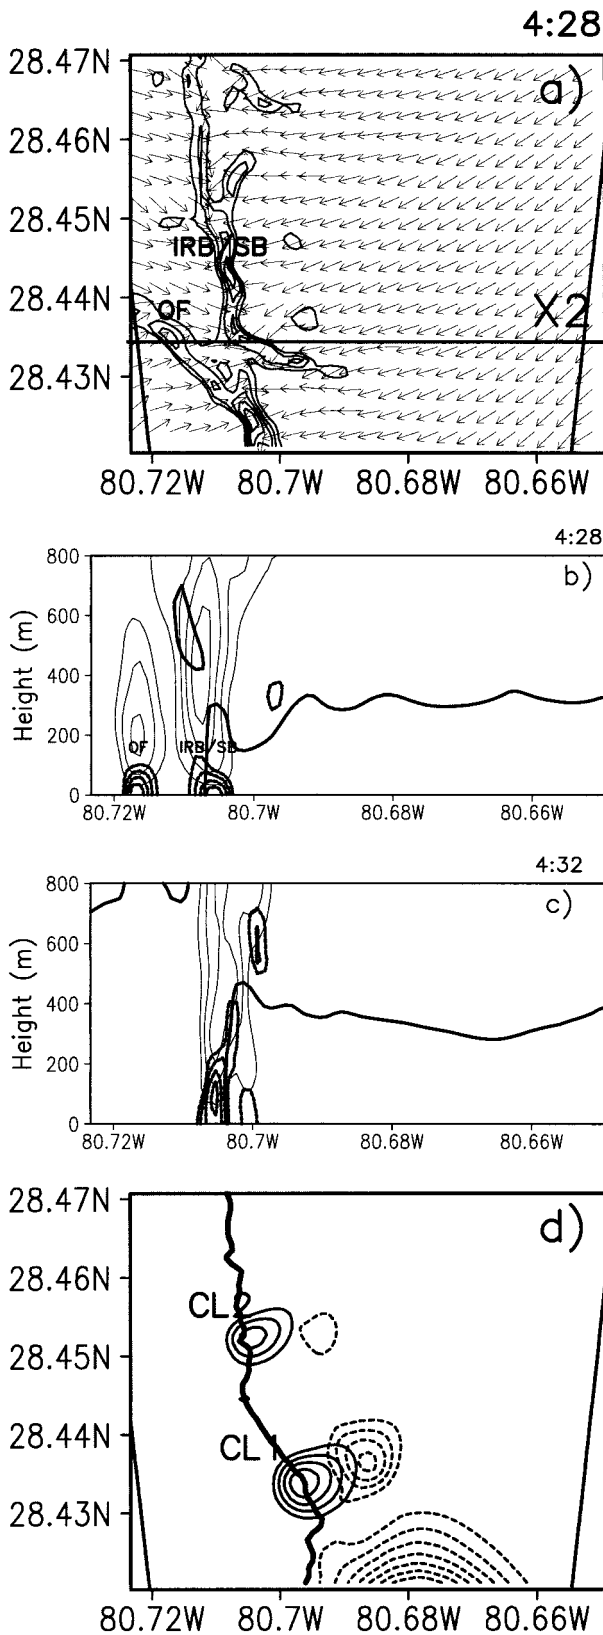 4:28
28.47N
a)
28.46N
28.45N
IRB/SB
28.44N
OF
X2
28.43N
80.72W 80.7W 80.68W 80.66W
4:28
800
b)
600
Height (m)
400
200
OF IRB/SB
0
80.72W 80.7W 80.68W 80.66W
4:32
800
c)
600
Height (m)
400
200
0
80.72W 80.7W 80.68W 80.66W
28.47N
d)
28.46N
CL2
28.45N
28.44N
CL1
28.43N
80.72W 80.7W 80.68W 80.66W